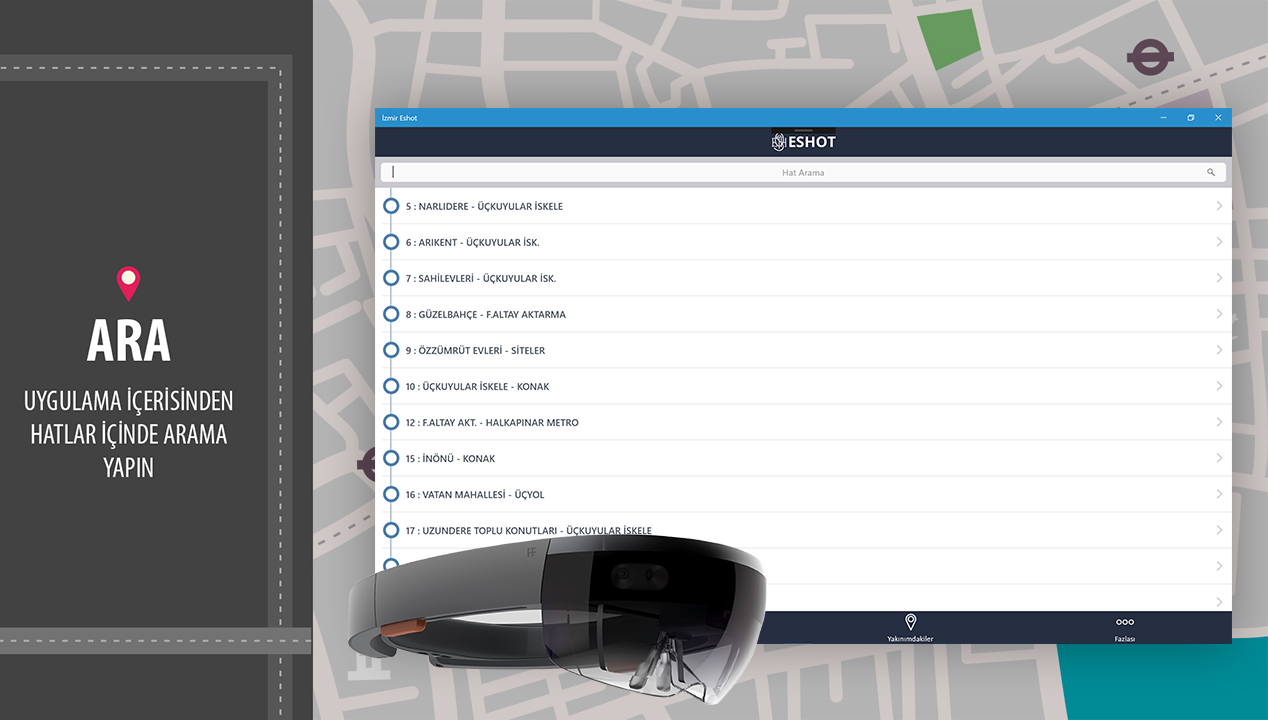 ARA
UYGULAMA İÇERİSİNDEN
HATLAR İÇİNDE ARAMA
YAPIN
İzmir Eshot
ESHOT
Hat Arama
5 : NARLIDERE - ÜÇKUYULAR İSKELE
6 : ARIKENT - ÜÇKUYULAR İSK.
7 : SAHİLEVLERİ - ÜÇKUYULAR İSK.
8 : GÜZELBAHÇE - F.ALTAY AKTARMA
9 : ÖZZÜMRÜT EVLERİ - SİTELER
10 : ÜÇKUYULAR İSKELE - KONAK
12 : F.ALTAY AKT. - HALKAPINAR METRO
15 : İNÖNÜ - KONAK
16 : VATAN MAHALLESİ - ÜÇYOL
17 : UZUNDERE TOPLU KONUTLARI - ÜÇKUYULAR İSKELE
Yakınımdakiler
Fazlası